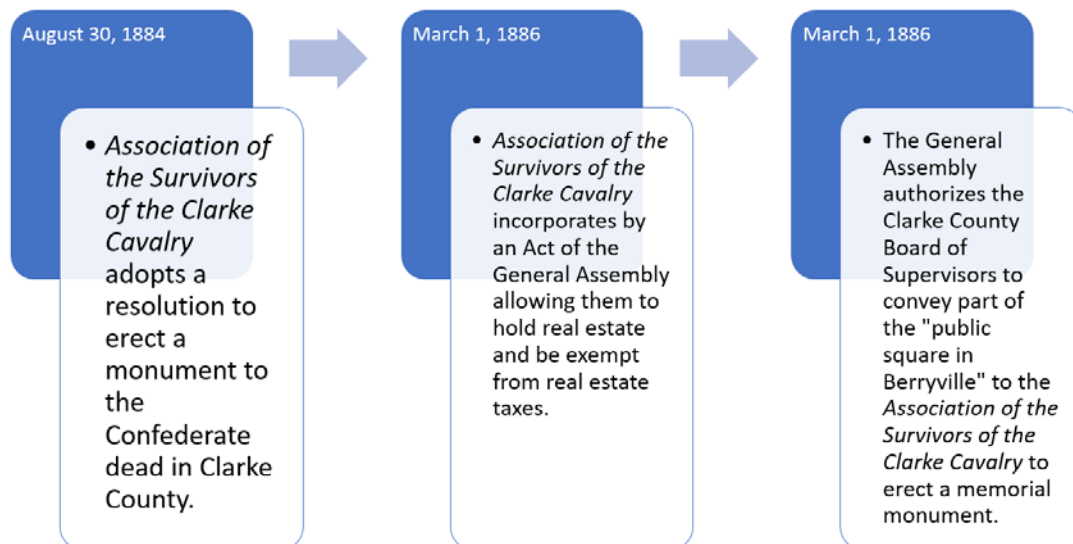 August 30, 1884
• Association of
the Survivors
of the Clarke
Cavalry
adopts a
resolution to
erect a
monument to
the
Confederate
dead in Clarke
County.
March 1, 1886
• Association of the
Survivors of the
Clarke Cavalry
incorporates by
an Act of the
General Assembly
allowing them to
hold real estate
and be exempt
from real estate
taxes.
March 1, 1886
• The General
Assembly
authorizes the
Clarke County
Board of
Supervisors to
convey part of
the "public
square in
Berryville" to the
Association of the
Survivors of the
Clarke Cavalry to
erect a memorial
monument.